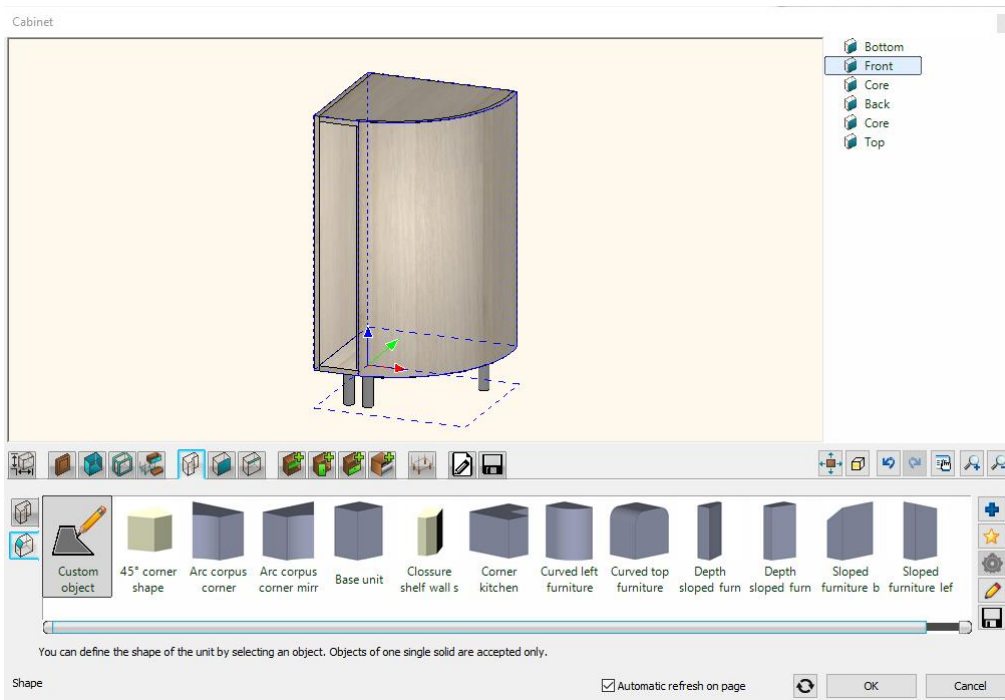 Cabinet
Bottom
Front
Core
Back
Core
Top
Custom
object
45° corner
shape
Arc corpus
corner
Arc corpus
corner mirr
Base unit
Clossure
shelf wall s
Corner
kitchen
Curved left
furniture
Curved top
furniture
Depth
sloped furn
Depth
sloped furn
Sloped
furniture b
Sloped
furniture lef
You can define the shape of the unit by selecting an object. Objects of one single solid are accepted only.
Shape
Automatic refresh on page
OK
Cancel